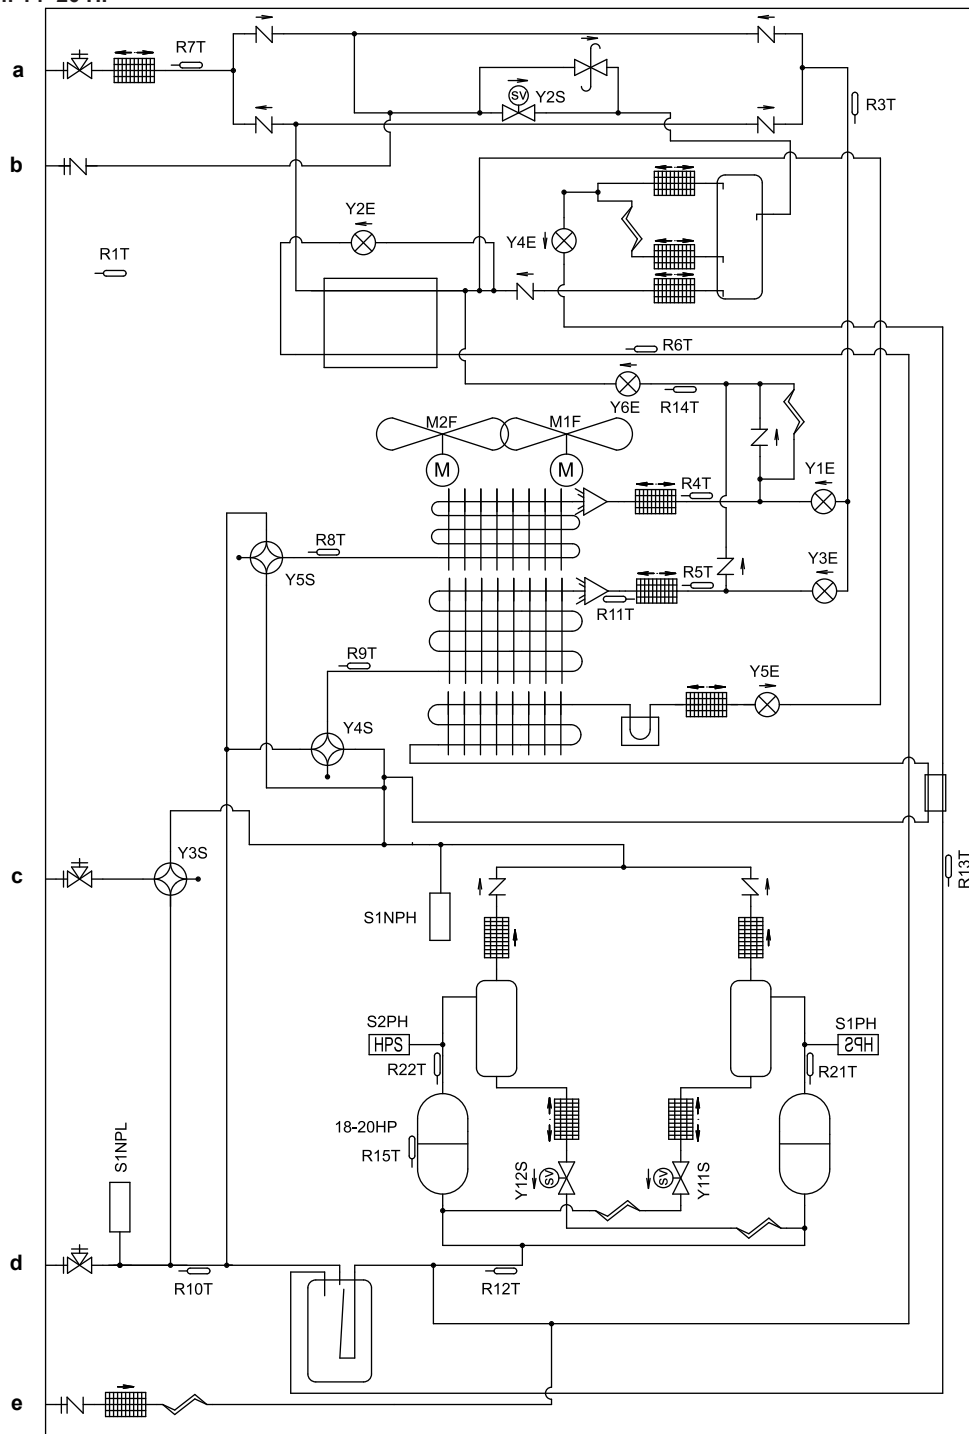 a
R7T
SV
Y2S
R3T
b
Y2E
Y4E
R1T
R6T
Y6E
R14T
M2F
M1F
M
M
R4T
Y1E
R8T
Y5S
R5T
Y3E
R11T
R9T
Y5E
Y4S
c
Y3S
R13T
S1NPH
S2PH
HPS
R22T
S1PH
HPS
R21T
18-20HP
R15T
S1NPL
Y12S
SV
SV
Y11S
d
R10T
R12T
e